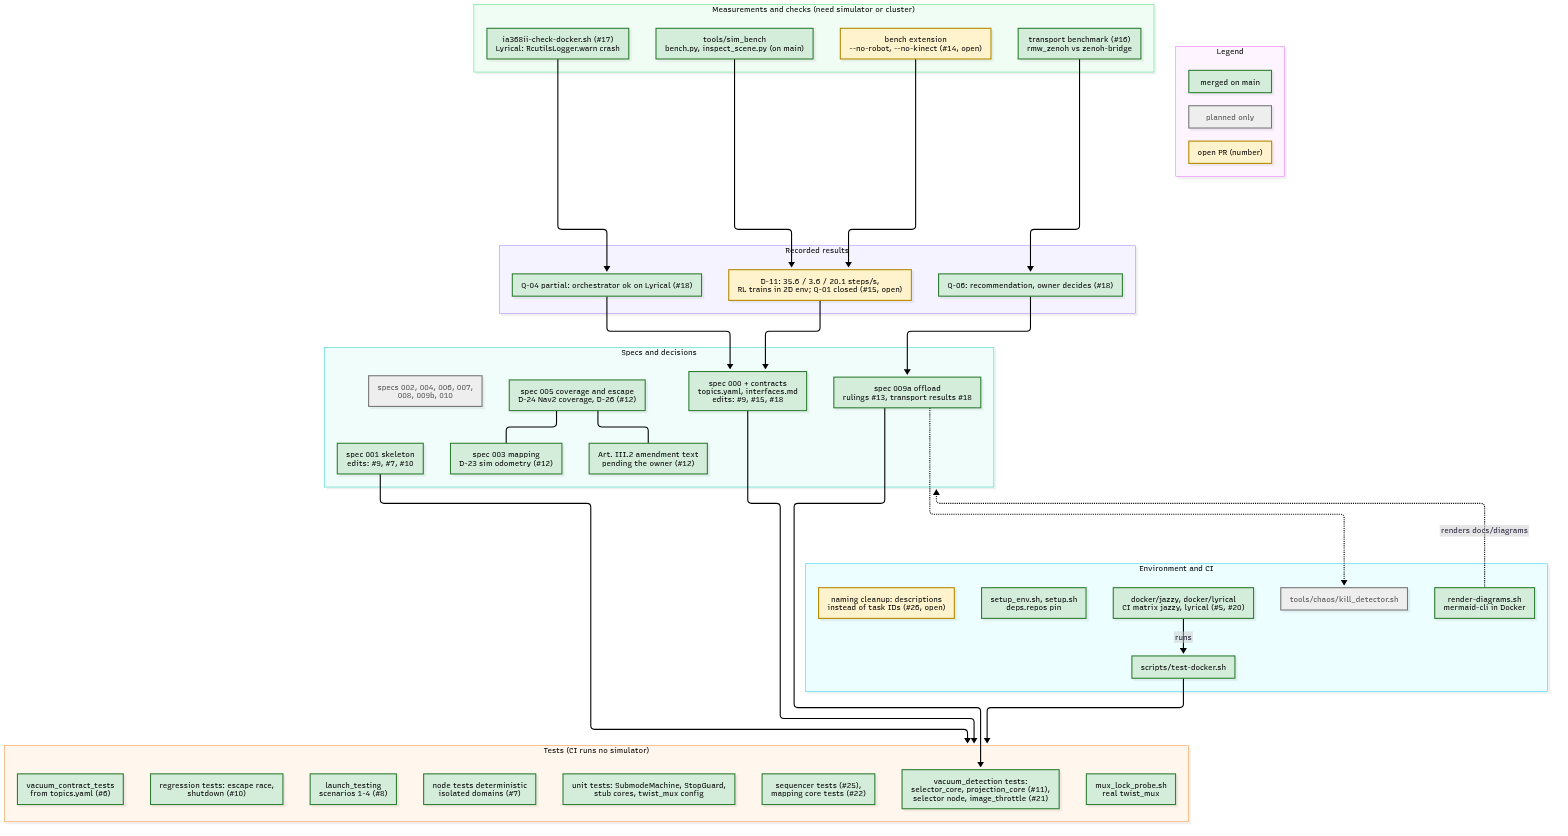 Measurements and checks (need simulator or cluster)
ia368ii-check-docker.sh (#17)
Lyrical: RcutilsLogger.warn crash
tools/sim_bench
bench.py, inspect_scene.py (on main)
bench extension
--no-robot, --no-kinect (#14, open)
transport benchmark (#16)
rmw_zenoh vs zenoh-bridge
Legend
merged on main
planned only
open PR (number)
Recorded results
Q-04 partial: orchestrator ok on Lyrical (#18)
D-11: 35.6 / 3.6 / 20.1 steps/s,
RL trains in 2D env; Q-01 closed (#15, open)
Q-06: recommendation, owner decides (#18)
Specs and decisions
specs 002, 004, 006, 007,
008, 009b, 010
spec 005 coverage and escape
D-24 Nav2 coverage, D-26 (#12)
spec 000 + contracts
topics.yaml, interfaces.md
edits: #9, #15, #18
spec 009a offload
rulings #13, transport results #18
spec 001 skeleton
edits: #9, #7, #10
spec 003 mapping
D-23 sim odometry (#12)
Art. III.2 amendment text
pending the owner (#12)
renders docs/diagrams
Environment and CI
naming cleanup: descriptions
instead of task IDs (#26, open)
setup_env.sh, setup.sh
deps.repos pin
docker/jazzy, docker/lyrical
CI matrix jazzy, lyrical (#5, #20)
tools/chaos/kill_detector.sh
render-diagrams.sh
mermaid-cli in Docker
runs
scripts/test-docker.sh
Tests (CI runs no simulator)
vacuum_contract_tests
from topics.yaml (#6)
regression tests: escape race,
shutdown (#10)
launch_testing
scenarios 1-4 (#8)
node tests deterministic
isolated domains (#7)
unit tests: SubmodeMachine, StopGuard,
stub cores, twist_mux config
sequencer tests (#25),
mapping core tests (#22)
vacuum_detection tests:
selector_core, projection_core (#11),
selector node, image_throttle (#21)
mux_lock_probe.sh
real twist_mux